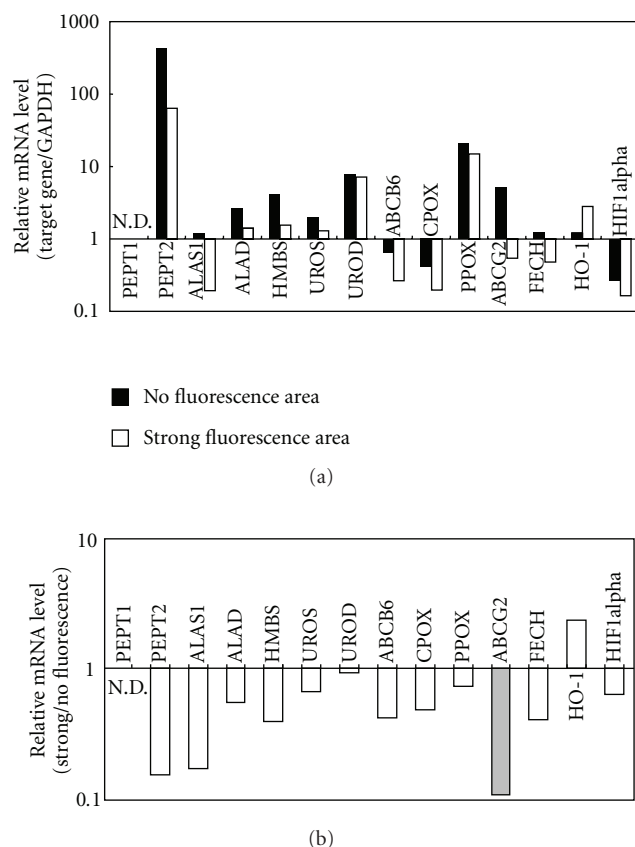 Relative mRNA level
(target gene/GAPDH)
1000
100
10
1
0.1
N.D.
PEPT1
PEPT2
ALAS1
ALAD
HMBS
UROS
UROD
ABCB6
CPOX
PPOX
ABCG2
FECH
HO-1
HIF1alpha
No fluorescence area
Strong fluorescence area
(a)
Relative mRNA level
(strong/no fluorescence)
10
1
0.1
PEPT1
PEPT2
ALAS1
ALAD
HMBS
UROS
UROD
ABCB6
CPOX
PPOX
ABCG2
FECH
HO-1
HIF1alpha
N.D.
(b)